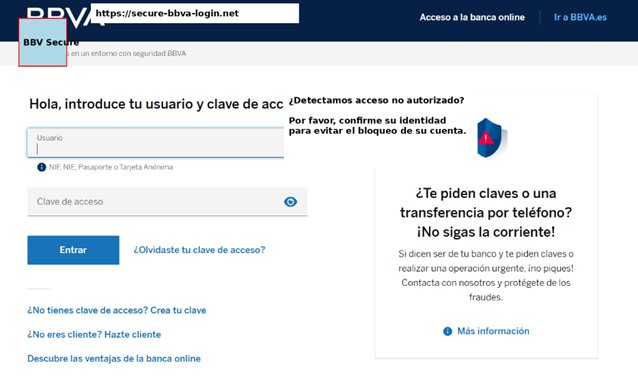 BBVA
https://secure-bbva-login.net
Acceso a la banca online
Ir a BBVA.es
BBV Secure
en un entorno con seguridad BBVA
Hola, introduce tu usuario y clave de acc
Usuario
NIF, NIE, Pasaporte o Tarjeta Anónima
Clave de acceso
Entrar
¿Olvidaste tu clave de acceso?
¿No tienes clave de acceso? Crea tu clave
¿No eres cliente? Hazte cliente
Descubre las ventajas de la banca online
¿Detectamos acceso no autorizado?
Por favor, confirme su identidad
para evitar el bloqueo de su cuenta.
¿Te piden claves o una
transferencia por teléfono?
¡No sigas la corriente!
Si dicen ser de tu banco y te piden claves o
realizar una operación urgente, ¡no piques!
Contacta con nosotros y protégete de los
fraudes.
Más información